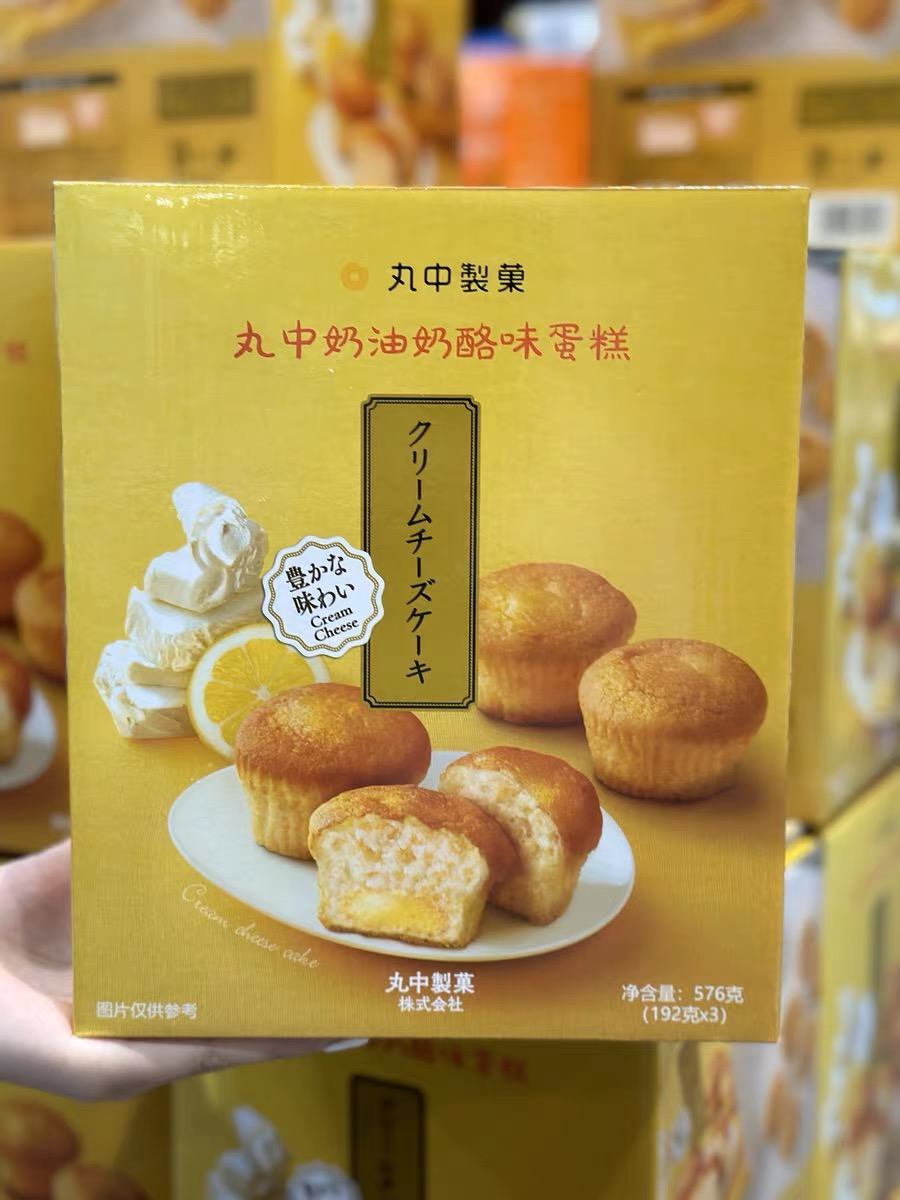 丸中製菓
丸中奶油奶酪味蛋糕
クリームチーズケーキ
豊かな
味わい
Cream
Cheese
Cream cheese cake
丸中製菓
株式会社
图片仅供参考
净含量：576克
(192克x3)